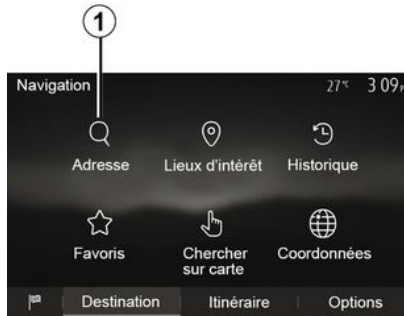 1
Navigation 27°C 3 09
Adresse Lieux d'intérêt Historique
Favoris Chercher sur carte Coordonnées
Destination Itinéraire Options